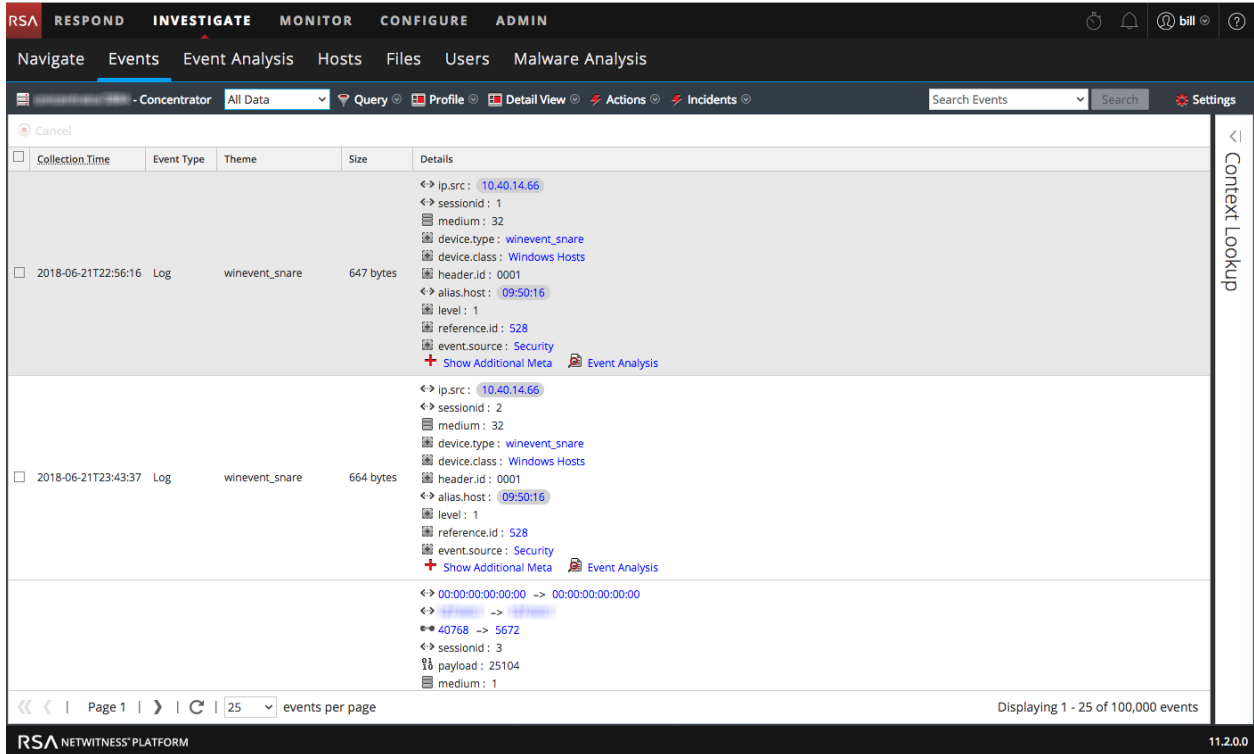 RSA RESPOND INVESTIGATE MONITOR CONFIGURE ADMIN bill
Navigate Events Event Analysis Hosts Files Users Malware Analysis
- Concentrator All Data Query Profile Detail View Actions Incidents Search Events Search Settings
Cancel
Collection Time Event Type Theme Size Details
Context Lookup
ip.src : 10.40.14.66
sessionid : 1
medium : 32
device.type : winevent_snare
device.class : Windows Hosts
2018-06-21T22:56:16 Log winevent_snare 647 bytes header.id : 0001
alias.host : 09:50:16
level : 1
reference.id : 528
event.source : Security
Show Additional Meta Event Analysis
ip.src : 10.40.14.66
sessionid : 2
medium : 32
device.type : winevent_snare
device.class : Windows Hosts
2018-06-21T23:43:37 Log winevent_snare 664 bytes header.id : 0001
alias.host : 09:50:16
level : 1
reference.id : 528
event.source : Security
Show Additional Meta Event Analysis
00:00:00:00:00:00 -> 00:00:00:00:00:00
->
40768 -> 5672
sessionid : 3
payload : 25104
medium : 1
Page 1 25 events per page Displaying 1 - 25 of 100,000 events
RSA NETWITNESS® PLATFORM 11.2.0.0